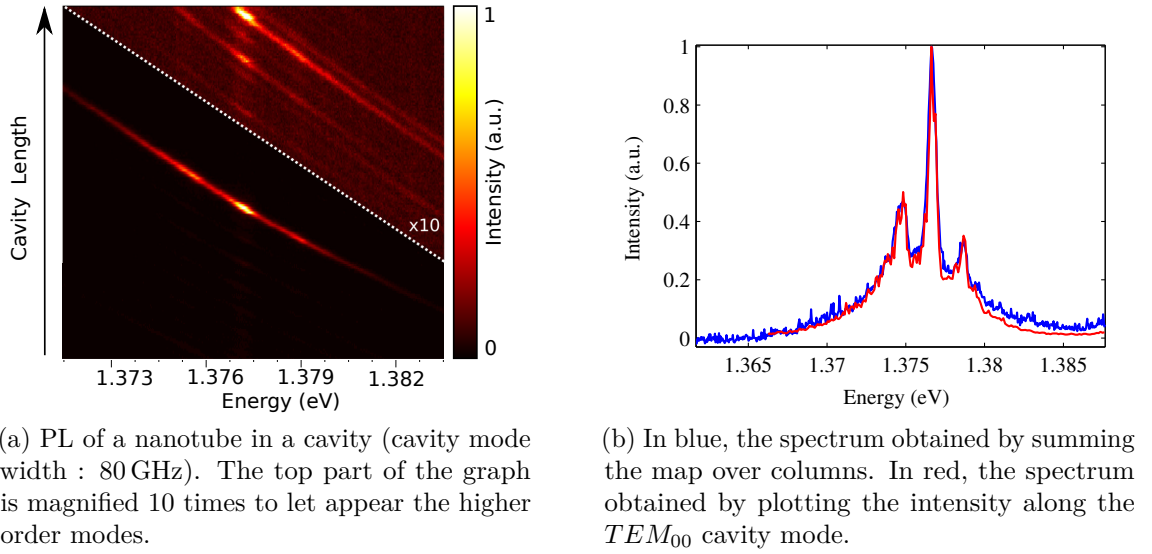 Cavity Length
x10
1
0
Intensity (a.u.)
1.373 1.376 1.379 1.382
Energy (eV)
1
0.8
0.6
0.4
0.2
0
Intensity (a.u.)
1.365 1.37 1.375 1.38 1.385
Energy (eV)
(a) PL of a nanotube in a cavity (cavity mode
width : 80 GHz). The top part of the graph
is magnified 10 times to let appear the higher
order modes.
(b) In blue, the spectrum obtained by summing
the map over columns. In red, the spectrum
obtained by plotting the intensity along the
TEM00 cavity mode.